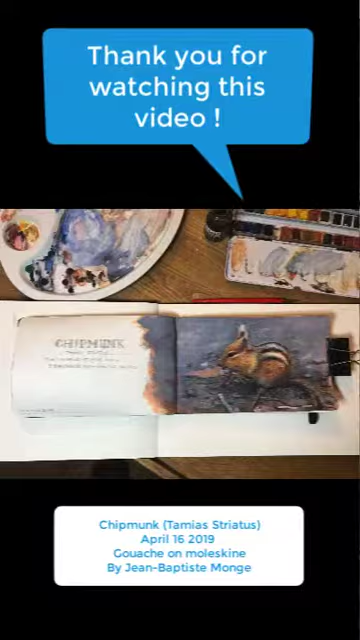 Thank you for
watching this
video !
CHIPMUNK
Chipmunk (Tamias Striatus)
April 16 2019
Gouache on moleskine
By Jean-Baptiste Monge